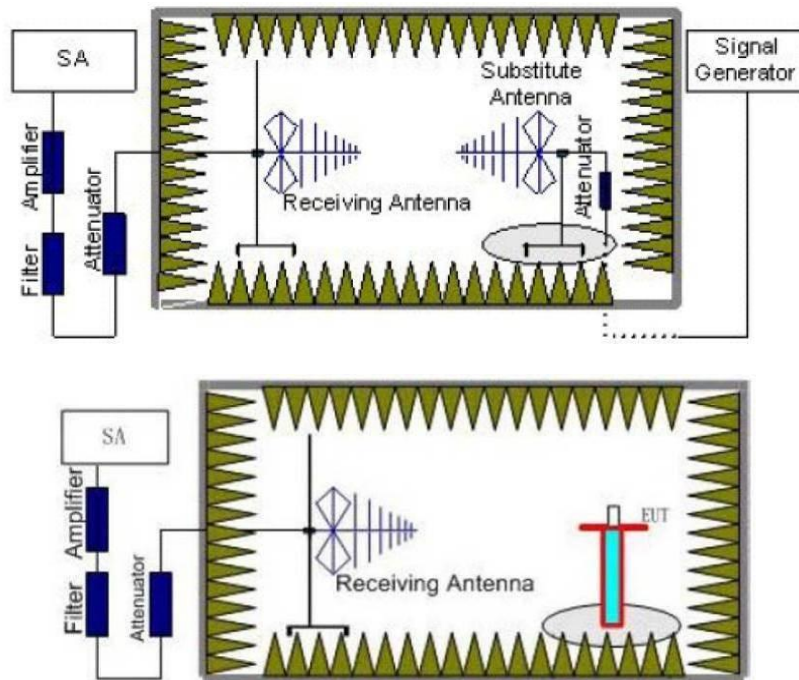 SA
Signal
Generator
Substitute
Antenna
Amplifier
Attenuator
Attenuator
Filter
Receiving Antenna
SA
Amplifier
EUT
Filter
Attenuator
Receiving Antenna